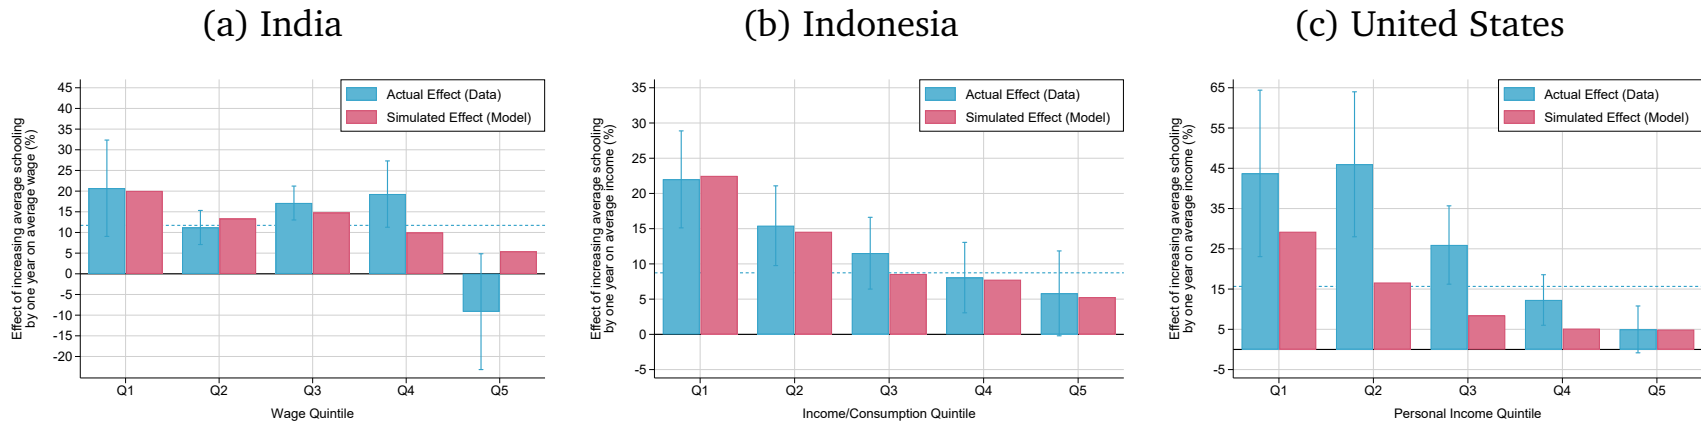 (a) India
Effect of increasing average schooling
by one year on average wage (%)
45
40
35
30
25
20
15
10
5
0
-5
-10
-15
-20
Actual Effect (Data)
Simulated Effect (Model)
Q1 Q2 Q3 Q4 Q5
Wage Quintile
(b) Indonesia
Effect of increasing average schooling
by one year on average income (%)
35
30
25
20
15
10
5
0
-5
Actual Effect (Data)
Simulated Effect (Model)
Q1 Q2 Q3 Q4 Q5
Income/Consumption Quintile
(c) United States
Effect of increasing average schooling
by one year on average income (%)
65
55
45
35
25
15
5
-5
Actual Effect (Data)
Simulated Effect (Model)
Q1 Q2 Q3 Q4 Q5
Personal Income Quintile